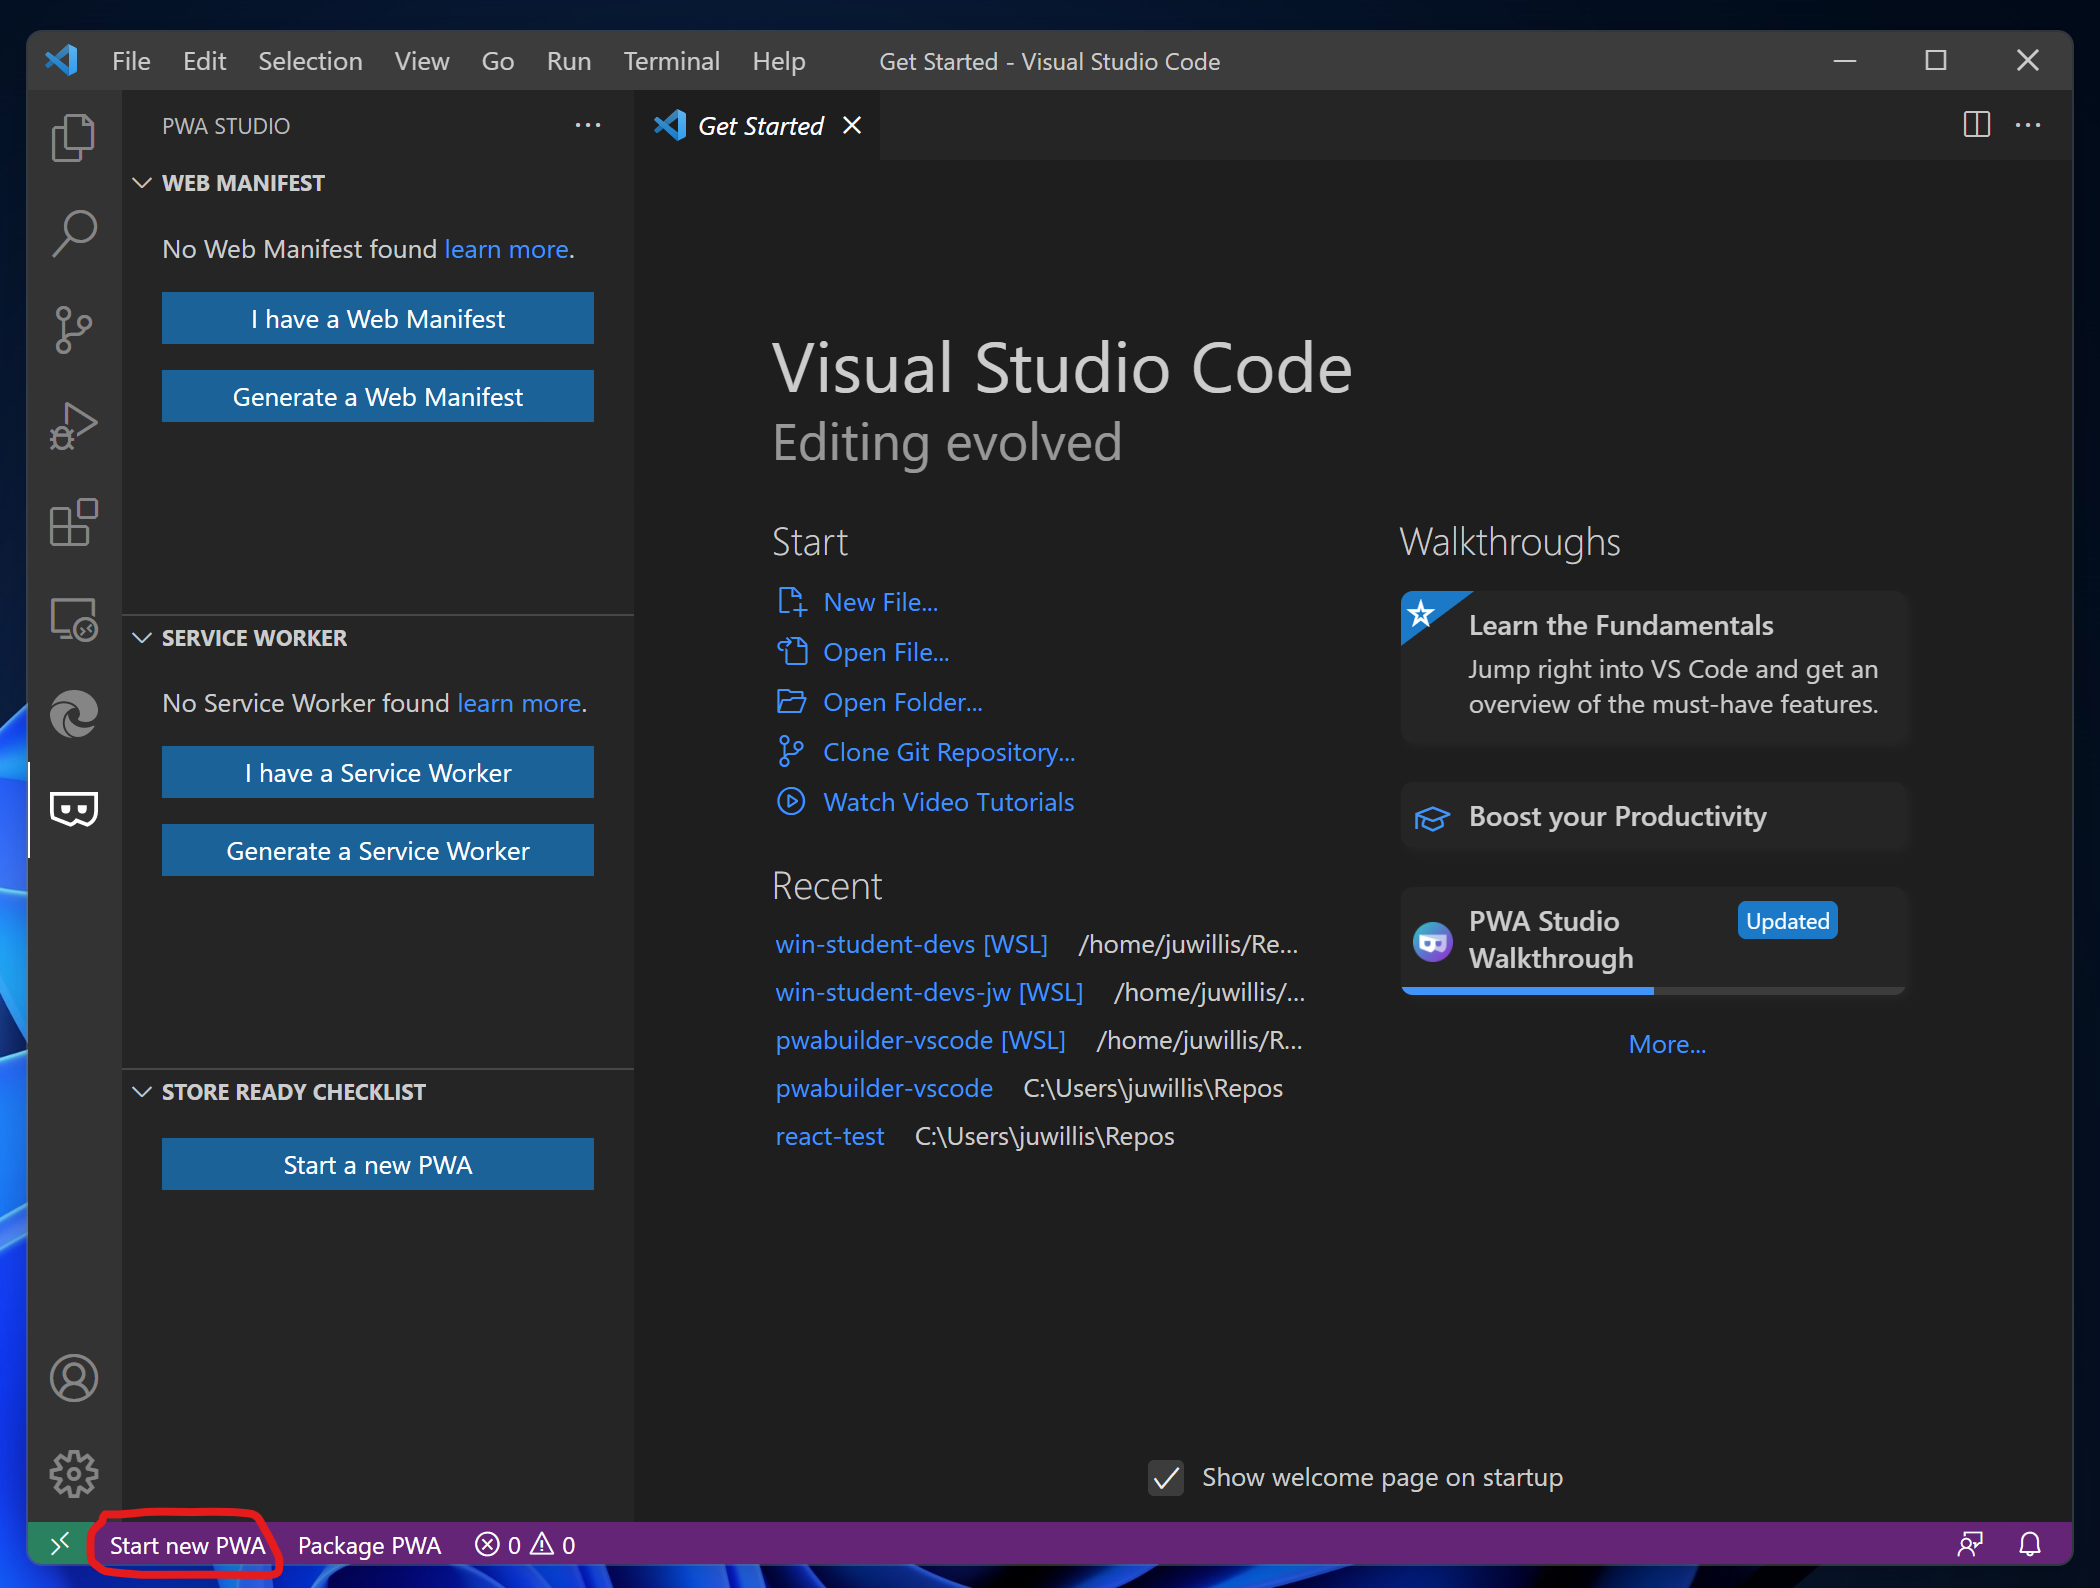 File Edit Selection View Go Run Terminal Help Get Started - Visual Studio Code
PWA STUDIO
Get Started
WEB MANIFEST
No Web Manifest found learn more.
I have a Web Manifest
Generate a Web Manifest
SERVICE WORKER
No Service Worker found learn more.
I have a Service Worker
Generate a Service Worker
STORE READY CHECKLIST
Start a new PWA
Visual Studio Code
Editing evolved
Start
New File...
Open File...
Open Folder...
Clone Git Repository...
Watch Video Tutorials
Recent
win-student-devs [WSL] /home/juwillis/Re...
win-student-devs-jw [WSL] /home/juwillis/...
pwabuilder-vscode [WSL] /home/juwillis/R...
pwabuilder-vscode C:\Users\juwillis\Repos
react-test C:\Users\juwillis\Repos
Walkthroughs
Learn the Fundamentals
Jump right into VS Code and get an
overview of the must-have features.
Boost your Productivity
PWA Studio
Walkthrough
Updated
More...
Show welcome page on startup
Start new PWA Package PWA 0 0